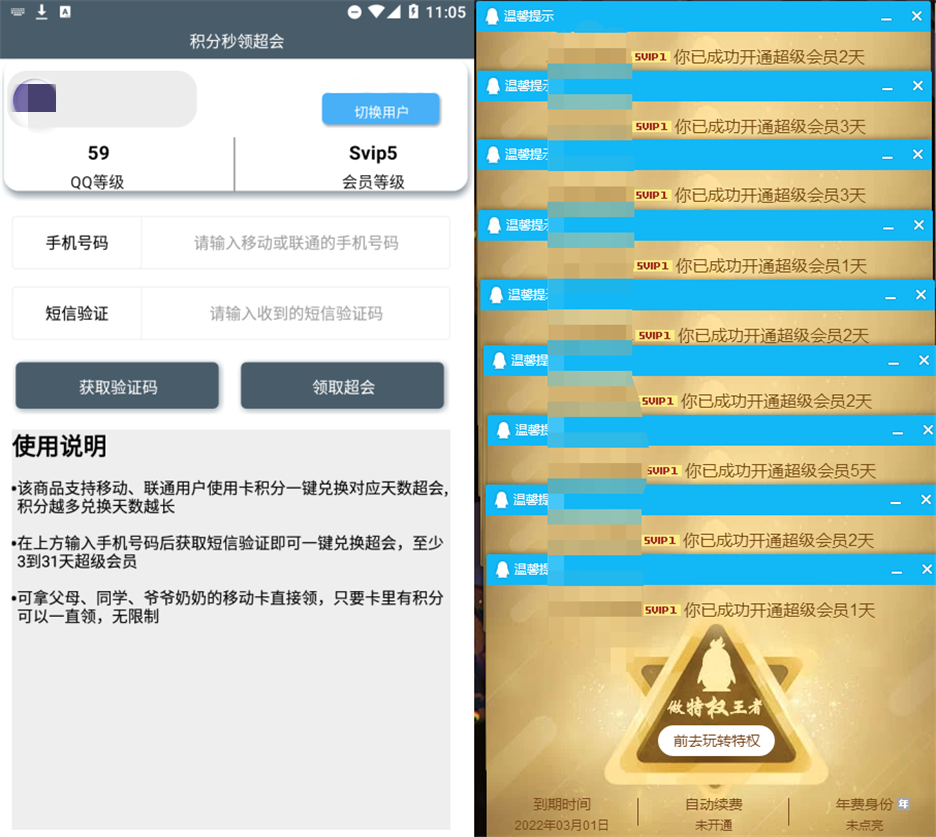 11:05
积分秒领超会
切换用户
59
Svip5
QQ等级
会员等级
手机号码
请输入移动或联通的手机号码
短信验证
请输入收到的短信验证码
获取验证码
领取超会
使用说明
•该商品支持移动、联通用户使用卡积分一键兑换对应天数超会,
积分越多兑换天数越长
•在上方输入手机号码后获取短信验证即可一键兑换超会，至少
3到31天超级会员
•可拿父母、同学、爷爷奶奶的移动卡直接领，只要卡里有积分
可以一直领，无限制
温馨提示
SVIP1 你已成功开通超级会员2天
温馨提示
SVIP1 你已成功开通超级会员3天
温馨提示
SVIP1 你已成功开通超级会员3天
温馨提示
SVIP1 你已成功开通超级会员1天
温馨提示
SVIP1 你已成功开通超级会员2天
温馨提
SVIP1 你已成功开通超级会员2天
温馨提
SVIP1 你已成功开通超级会员5天
温馨提
SVIP1 你已成功开通超级会员2天
温馨提
SVIP1 你已成功开通超级会员1天
做特权王者
前去玩转特权
到期时间
自动续费
年费身份 年
2022年03月01日
未开通
未点亮